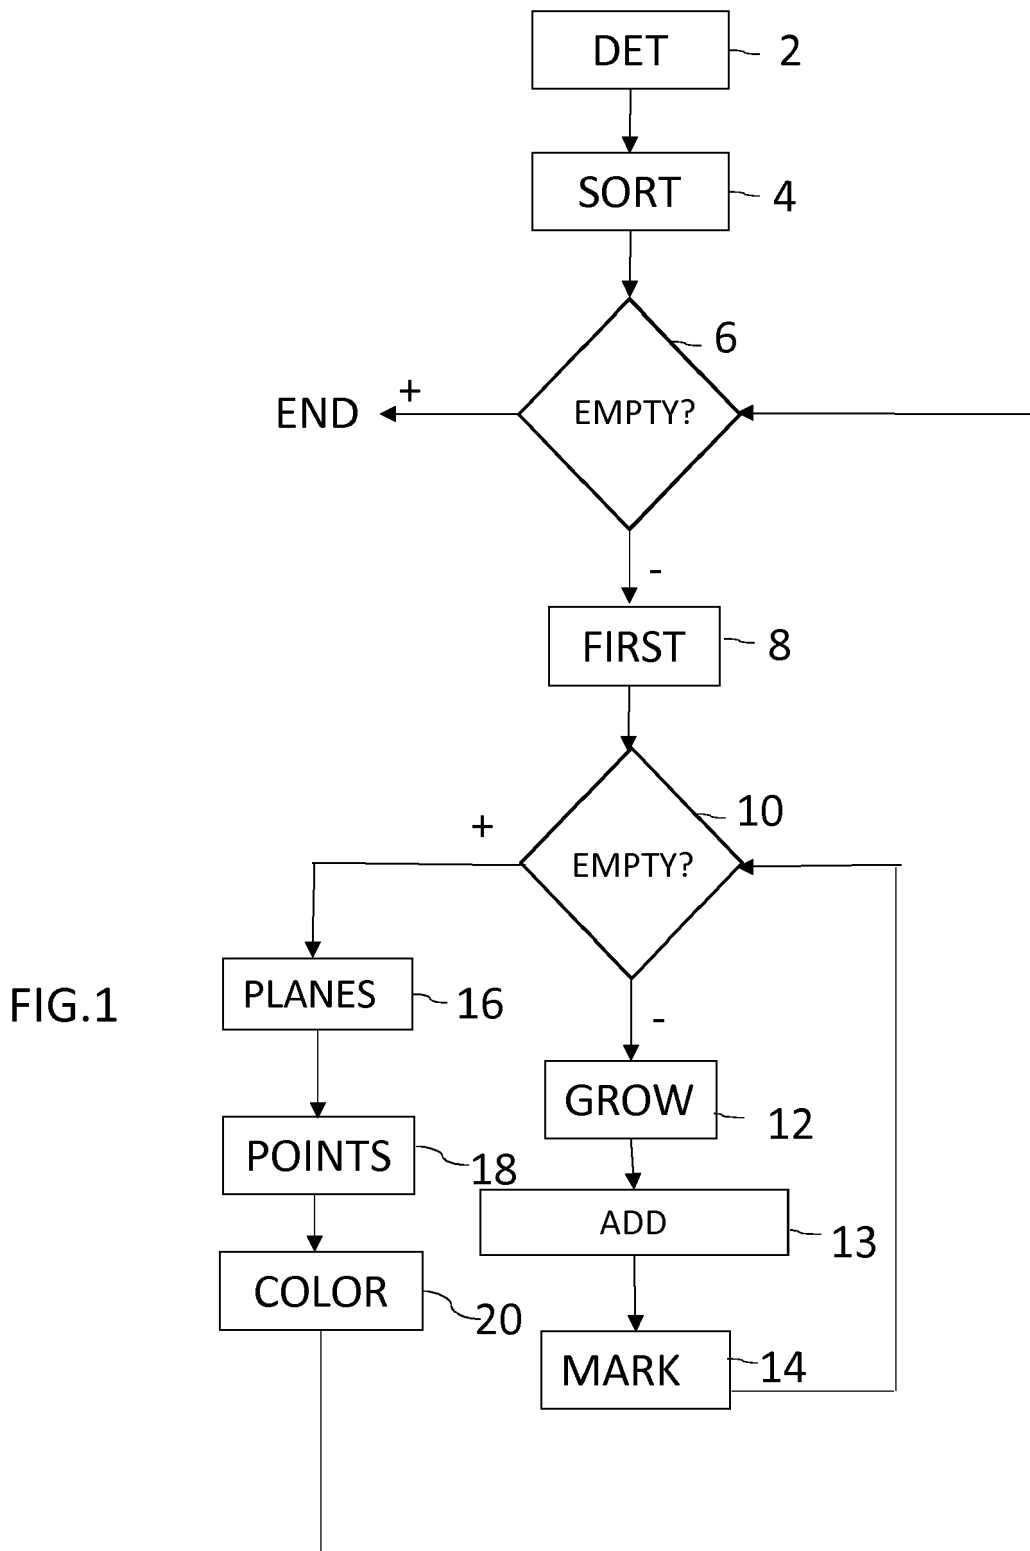 DET 2
SORT 4
6
EMPTY?
+
END
-
FIRST 8
10
EMPTY?
+
-
PLANES 16
FIG.1
GROW 12
POINTS 18
ADD 13
COLOR 20
MARK 14